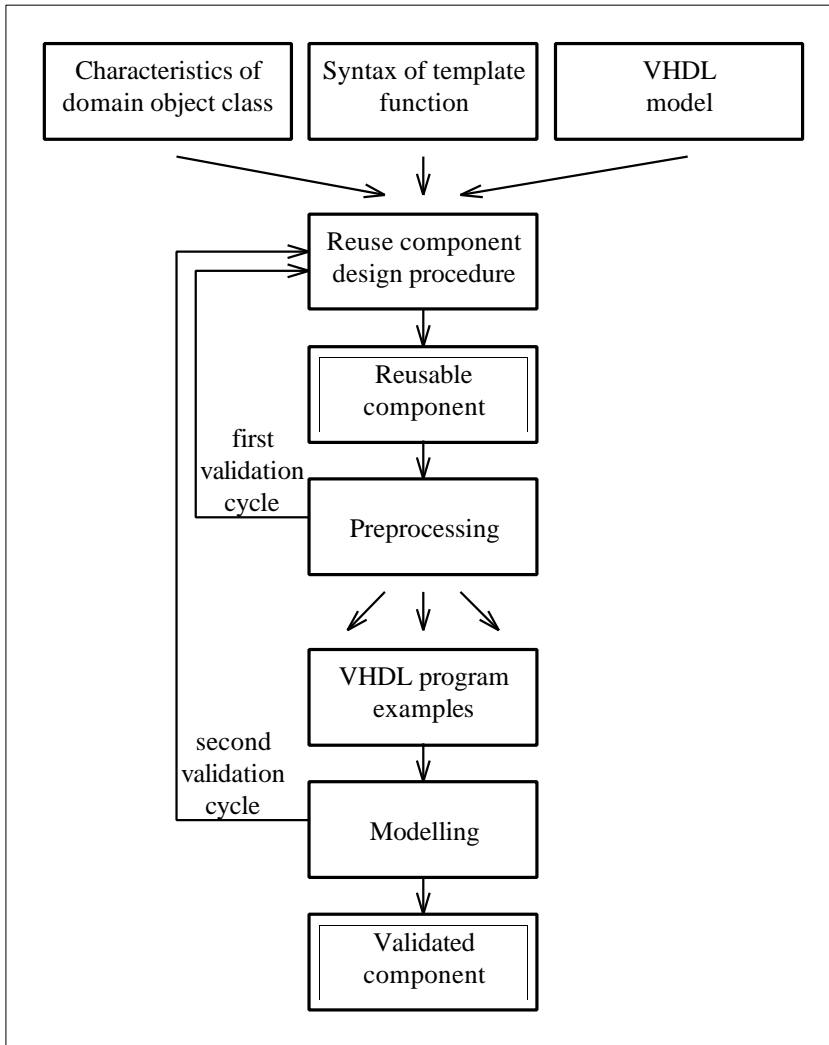 Characteristics of
domain object class
Syntax of template
function
VHDL
model
Reuse component
design procedure
Reusable
component
first
validation
cycle
Preprocessing
VHDL program
examples
second
validation
cycle
Modelling
Validated
component